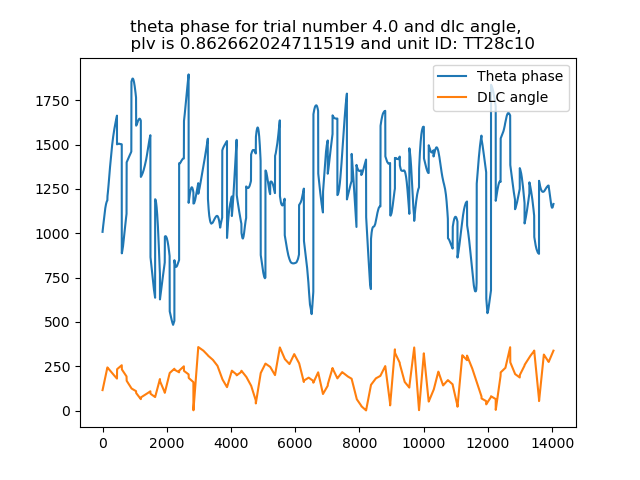 theta phase for trial number 4.0 and dlc angle,
plv is 0.862662024711519 and unit ID: TT28c10
Theta phase
DLC angle
1750
1500
1250
1000
750
500
250
0
0 2000 4000 6000 8000 10000 12000 14000